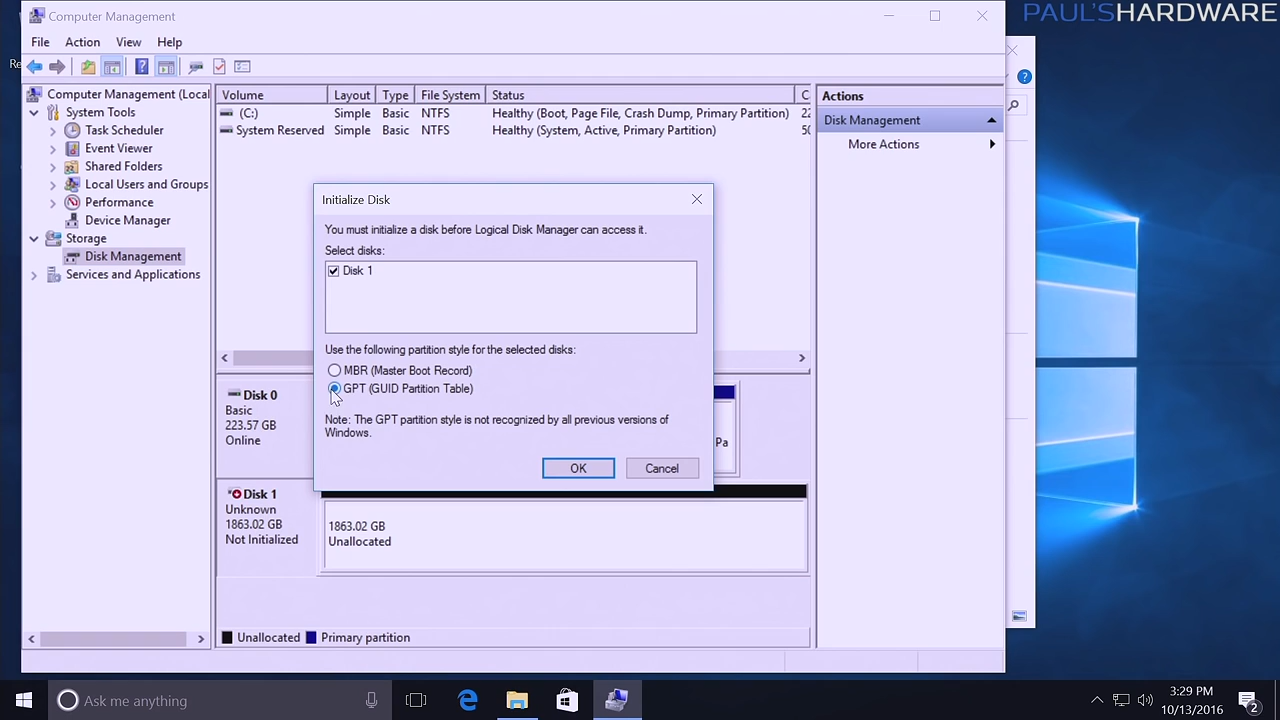 Computer Management
PAUL'SHARDWARE
File Action View Help
Re
Computer Management (Local
System Tools
Task Scheduler
Event Viewer
Shared Folders
Local Users and Groups
Performance
Device Manager
Storage
Disk Management
Services and Applications
Volume Layout Type File System Status C
(C:) Simple Basic NTFS Healthy (Boot, Page File, Crash Dump, Primary Partition) 22
System Reserved Simple Basic NTFS Healthy (System, Active, Primary Partition) 50
Actions
Disk Management
More Actions
Initialize Disk
You must initialize a disk before Logical Disk Manager can access it.
Select disks:
Disk 1
Use the following partition style for the selected disks:
MBR (Master Boot Record)
GPT (GUID Partition Table)
Note: The GPT partition style is not recognized by all previous versions of
Windows.
OK Cancel
Disk 0
Basic
223.57 GB
Online
Pa
Disk 1
Unknown
1863.02 GB
Not Initialized
1863.02 GB
Unallocated
Unallocated Primary partition
Ask me anything
3:29 PM
10/13/2016
2